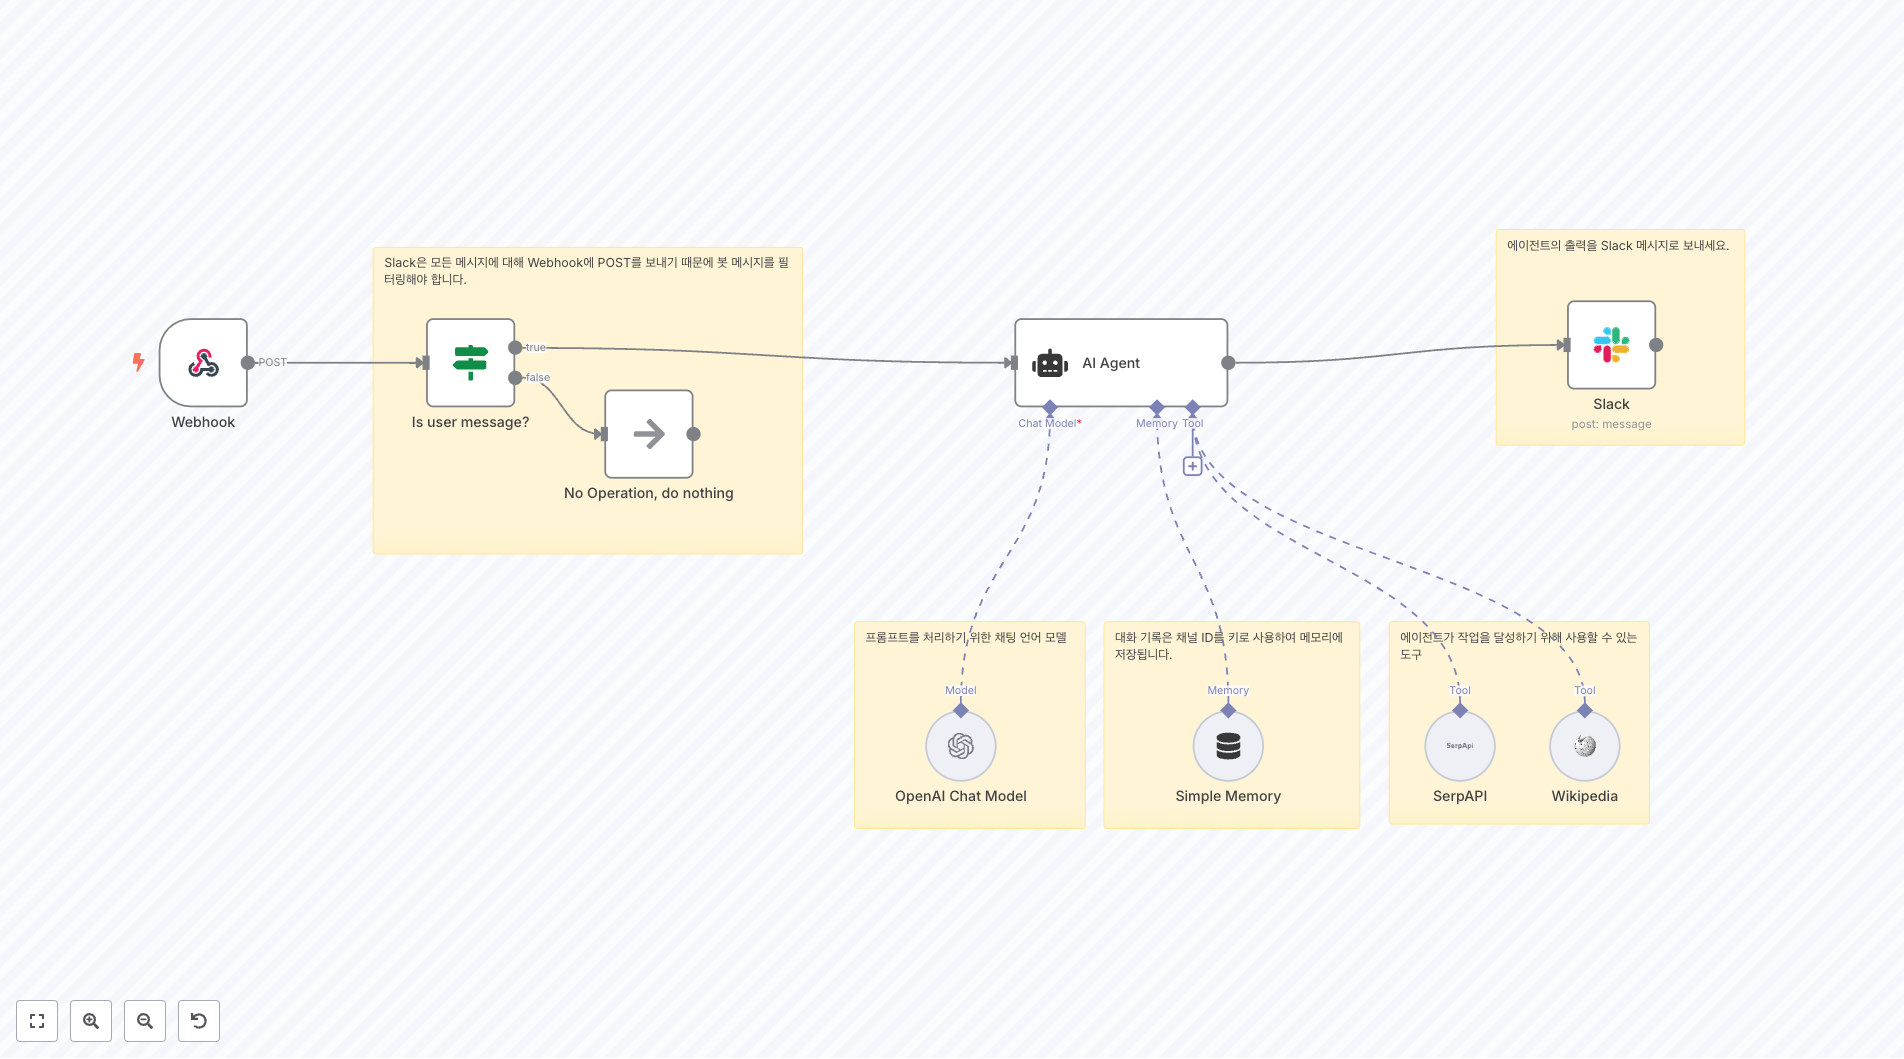 Slack은 모든 메시지에 대해 Webhook에 POST를 보내기 때문에 봇 메시지를 필
터링해야 합니다.
POST
Webhook
true
false
Is user message?
No Operation, do nothing
AI Agent
Chat Model*
Memory
Tool
에이전트의 출력을 Slack 메시지로 보내세요.
Slack
post: message
프롬프트를 처리하기 위한 채팅 언어 모델
Model
OpenAI Chat Model
대화 기록은 채널 ID를 키로 사용하여 메모리에
저장됩니다.
Memory
Simple Memory
에이전트가 작업을 달성하기 위해 사용할 수 있는
도구
Tool
Tool
SerpApi
SerpAPI
Wikipedia